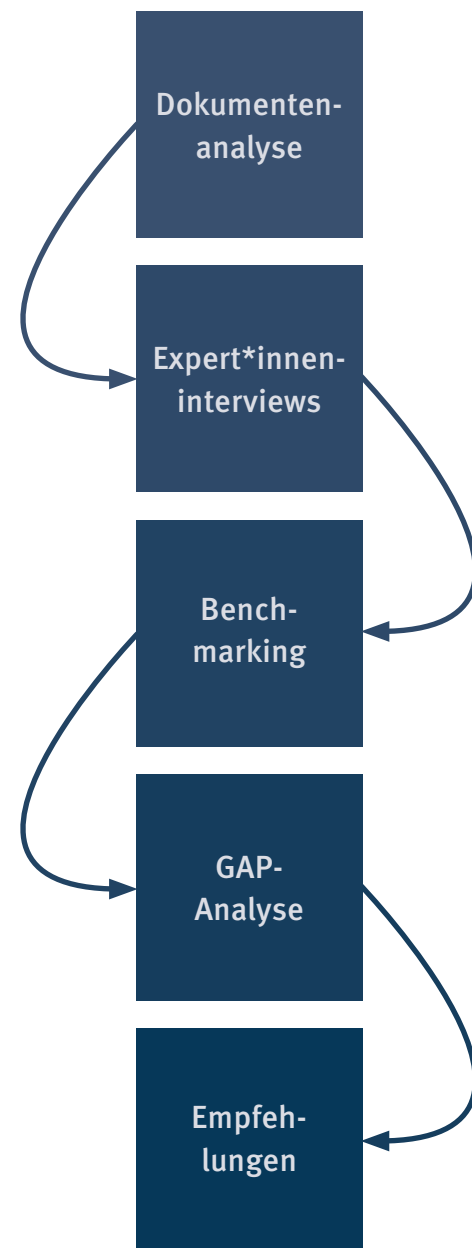 Dokumenten-
analyse
Expert*innen-
interviews
Bench-
marking
GAP-
Analyse
Empfeh-
lungen